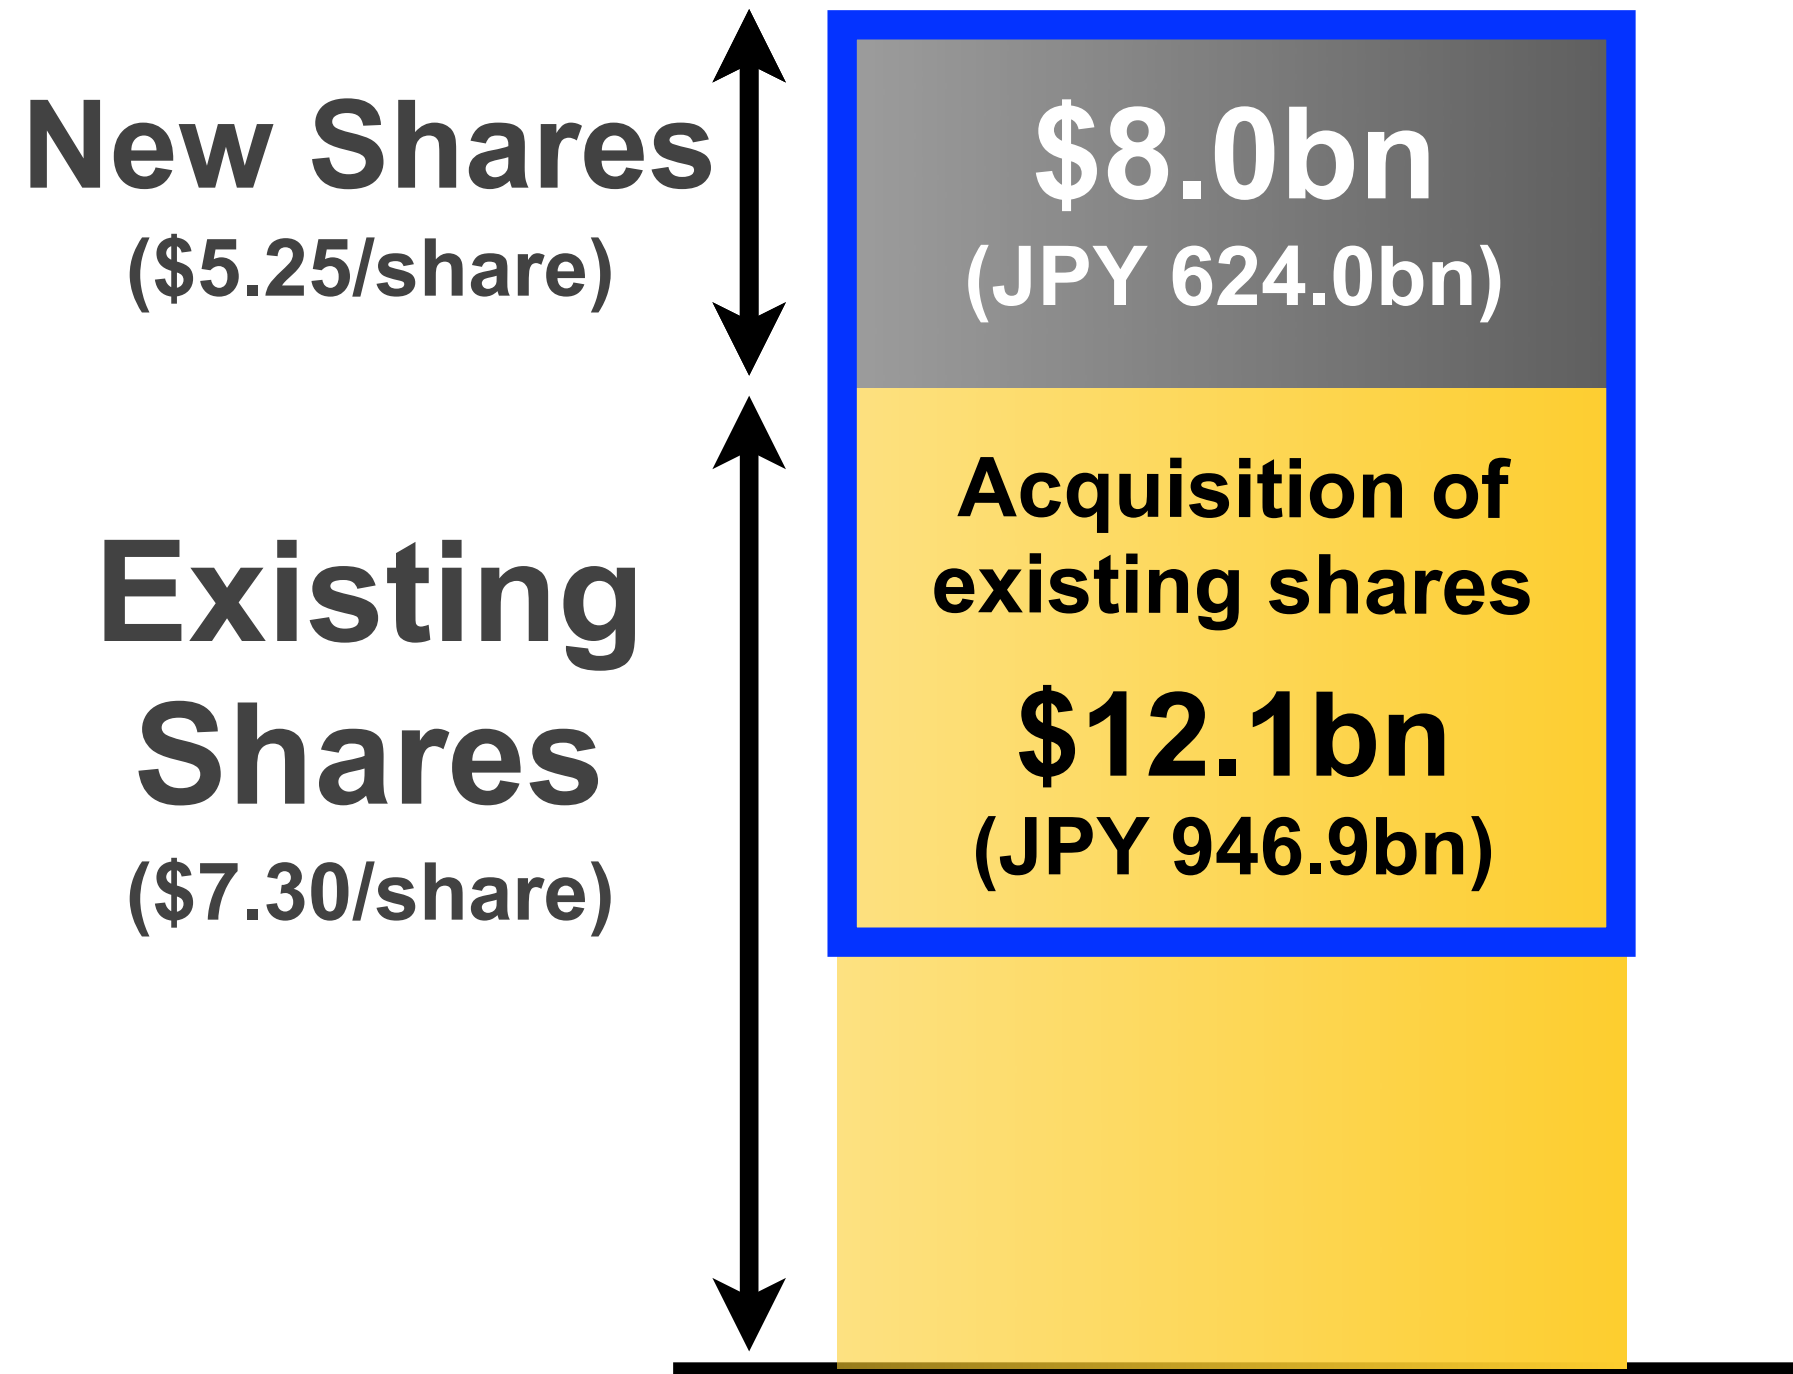 New Shares
($5.25/share)
$8.0bn
(JPY 624.0bn)
Existing
Shares
($7.30/share)
Acquisition of
existing shares
$12.1bn
(JPY 946.9bn)